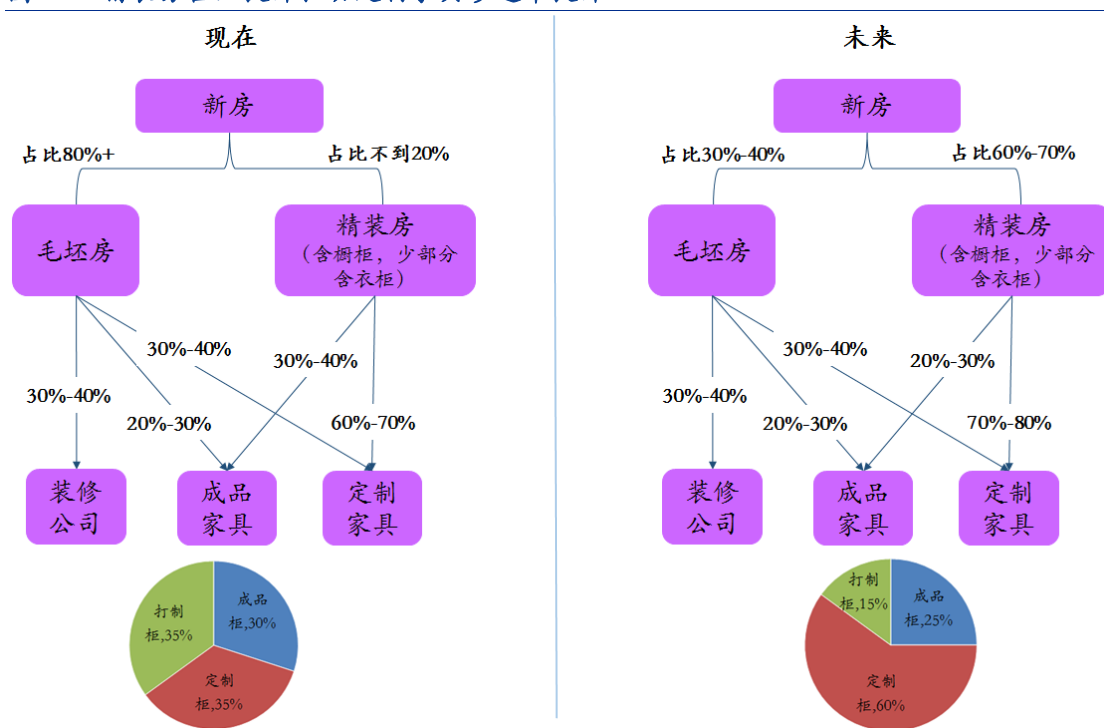 现在
新房
占比80%+
占比不到20%
毛坯房
精装房
（含橱柜，少部分
含衣柜）
30%-40%
30%-40%
30%-40%
20%-30%
60%-70%
装修
公司
成品
家具
定制
家具
打制
柜,35%
成品
柜,30%
定制
柜,35%
未来
新房
占比30%-40%
占比60%-70%
毛坯房
精装房
（含橱柜，少部分
含衣柜）
30%-40%
20%-30%
30%-40%
20%-30%
70%-80%
装修
公司
成品
家具
定制
家具
打制
柜,15%
成品
柜,25%
定制
柜,60%